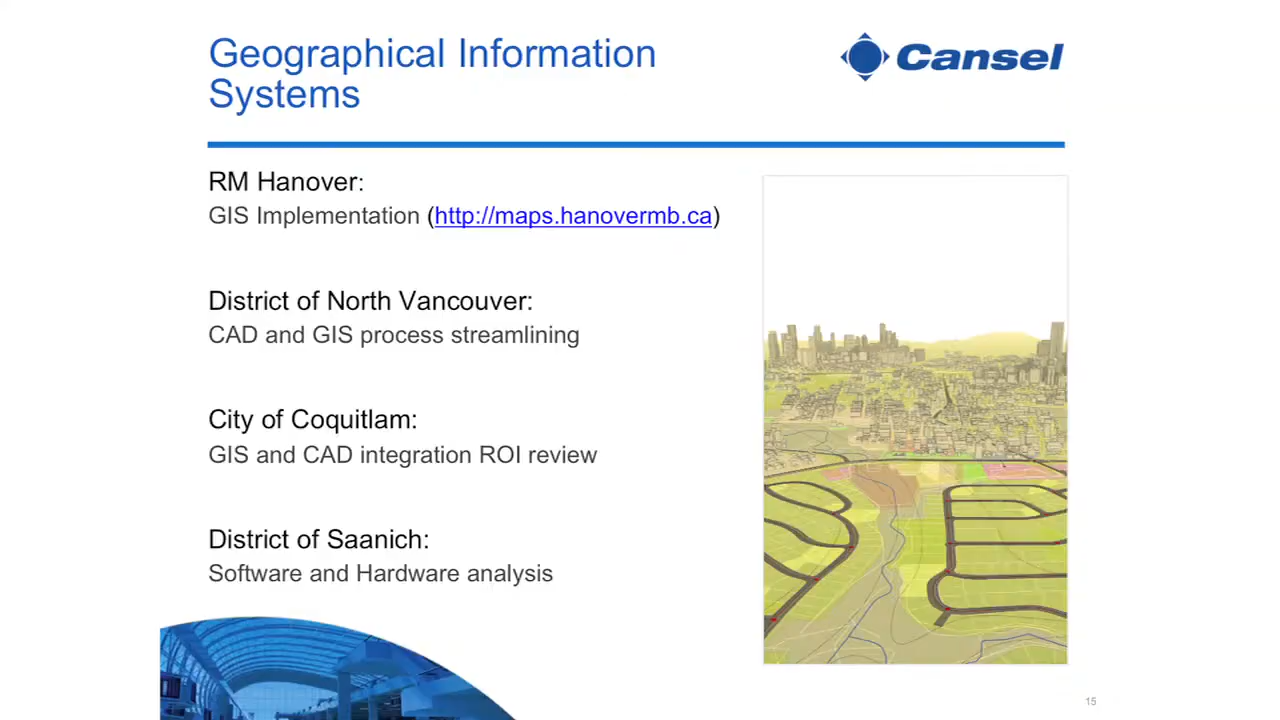 Geographical Information
Systems
Cansel
RM Hanover:
GIS Implementation (http://maps.hanovermb.ca)
District of North Vancouver:
CAD and GIS process streamlining
City of Coquitlam:
GIS and CAD integration ROI review
District of Saanich:
Software and Hardware analysis
15